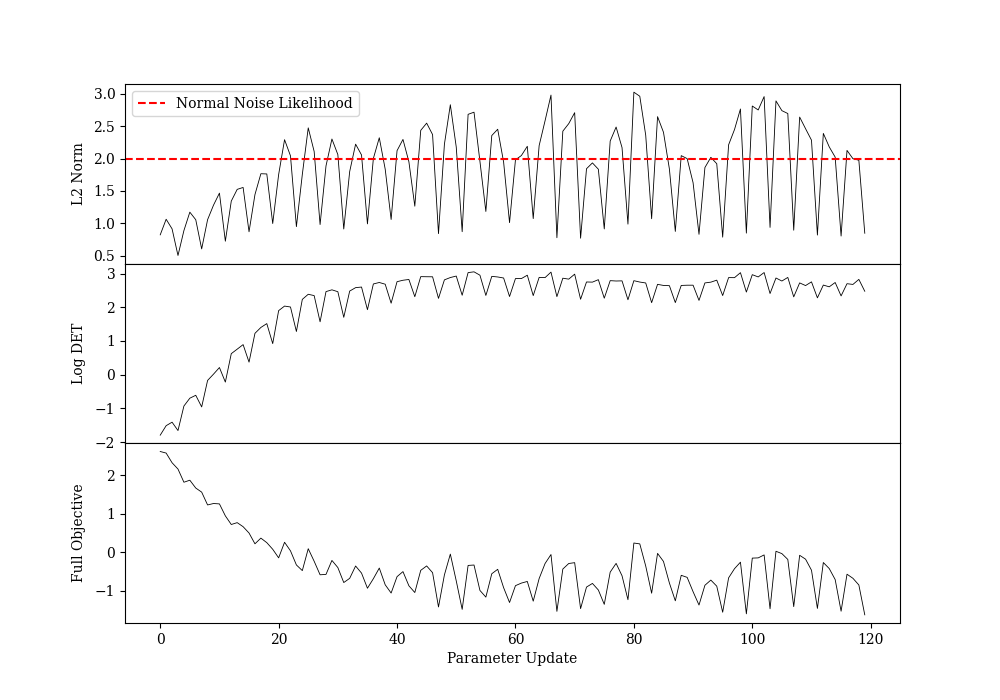 Normal Noise Likelihood
L2 Norm
3.0
2.5
2.0
1.5
1.0
0.5
Log DET
3
2
1
0
−1
−2
Full Objective
2
1
0
−1
0 20 40 60 80 100 120
Parameter Update